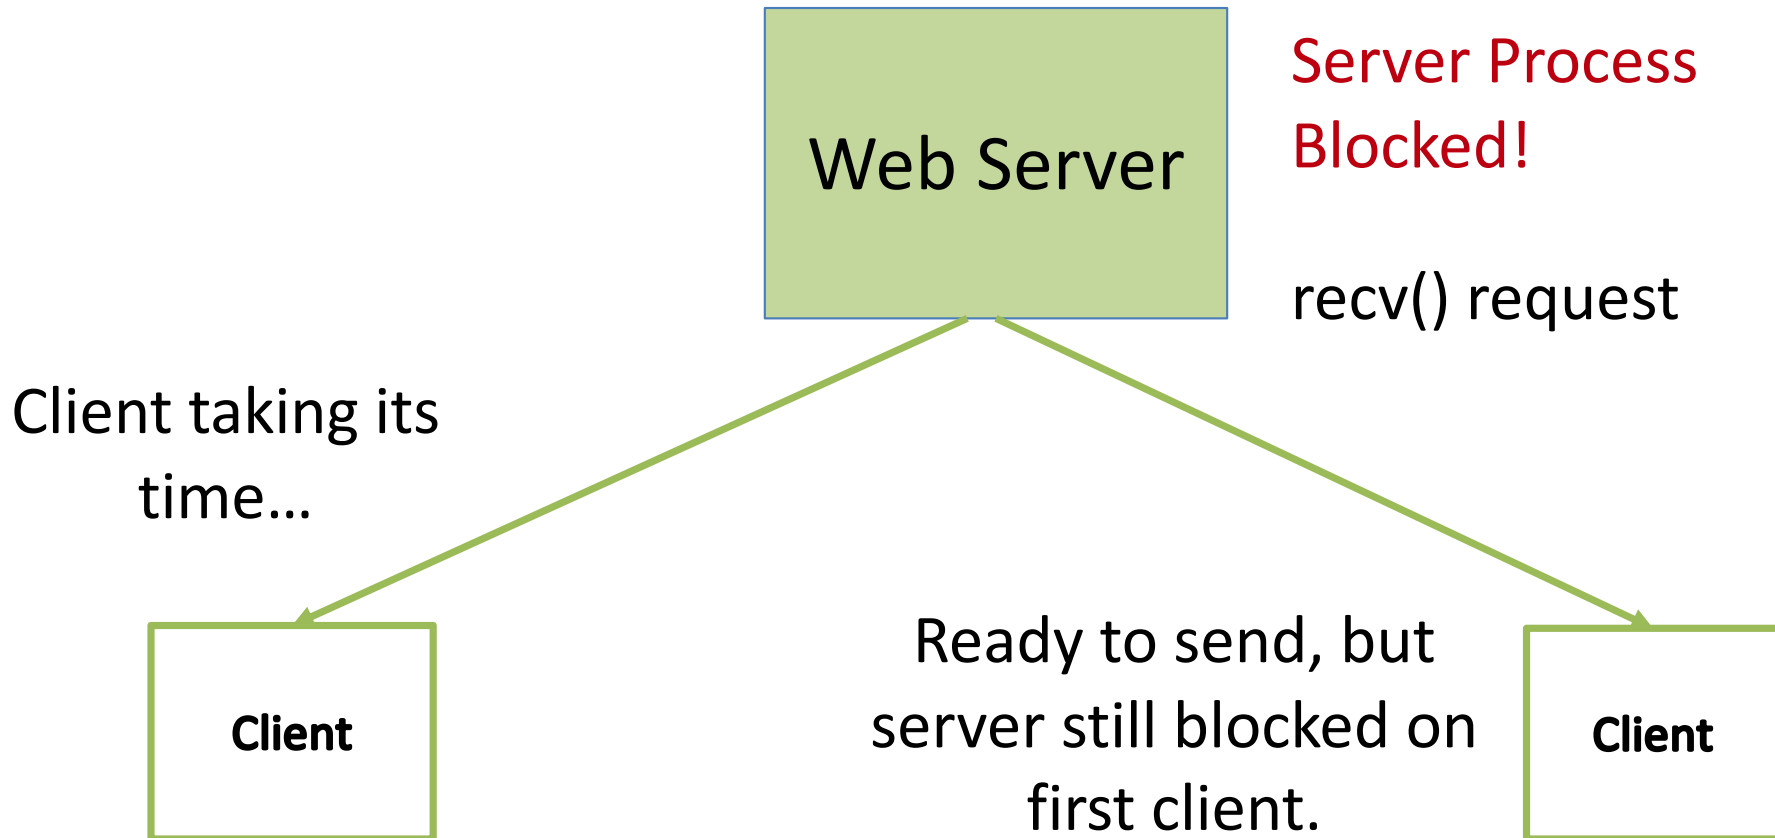 Web Server
Server Process
Blocked!
recv() request
Client taking its
time...
Client
Ready to send, but
server still blocked on
first client.
Client